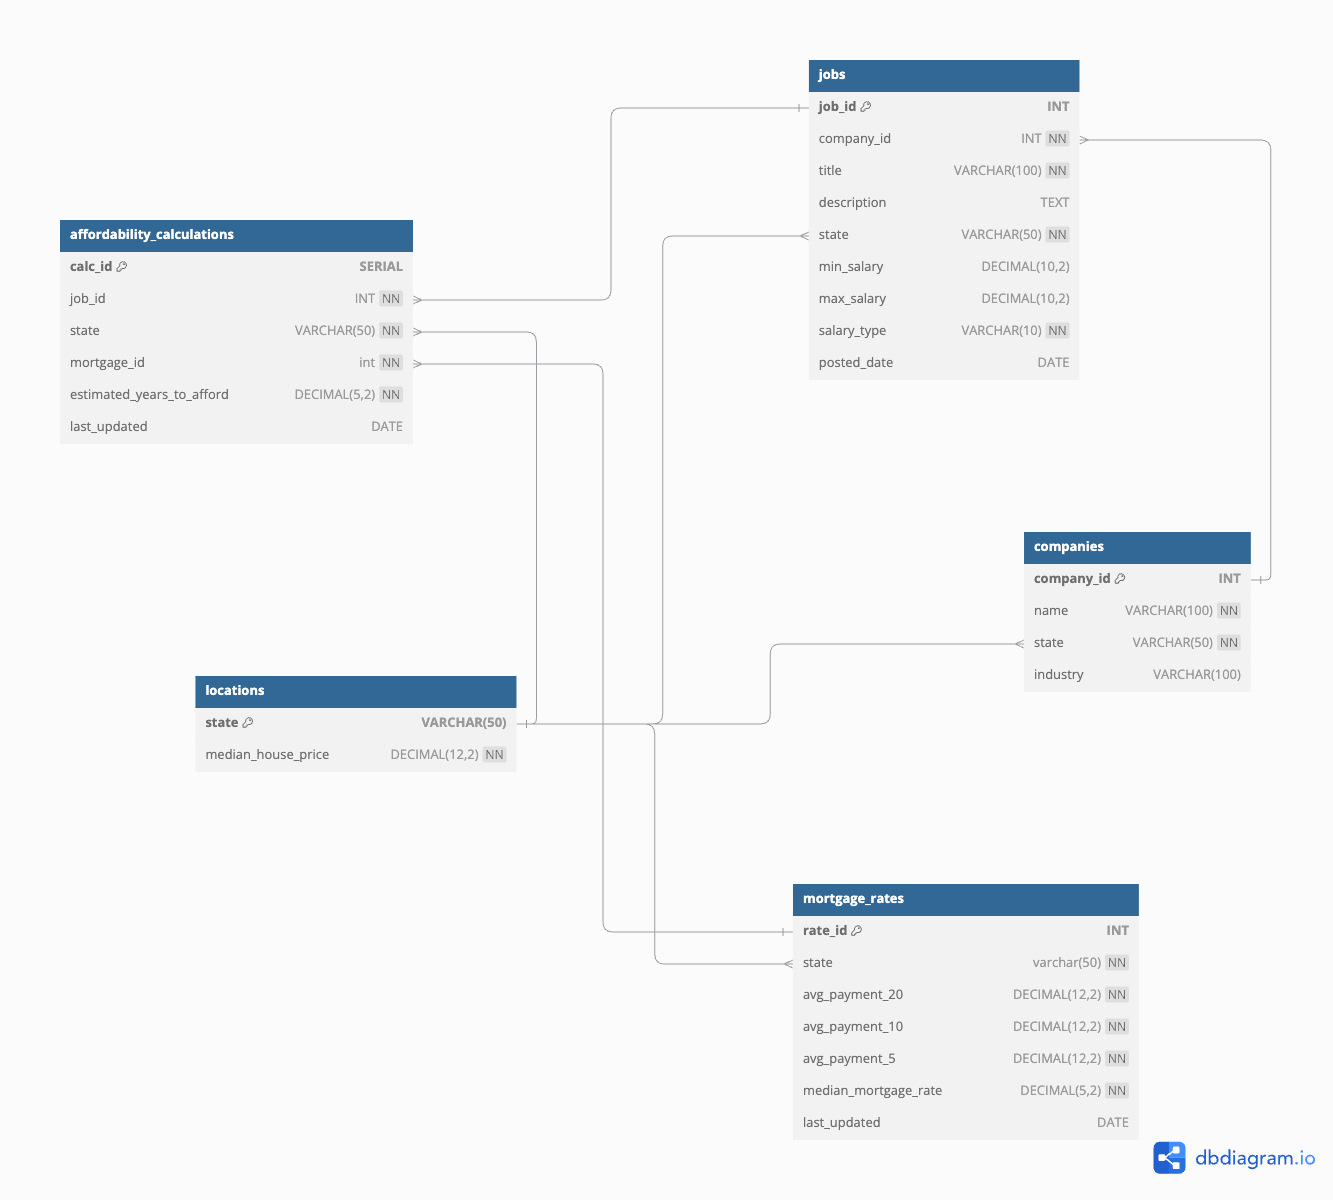 jobs
job_id INT
company_id INT NN
title VARCHAR(100) NN
description TEXT
state VARCHAR(50) NN
min_salary DECIMAL(10,2)
max_salary DECIMAL(10,2)
salary_type VARCHAR(10) NN
posted_date DATE
affordability_calculations
calc_id SERIAL
job_id INT NN
state VARCHAR(50) NN
mortgage_id int NN
estimated_years_to_afford DECIMAL(5,2) NN
last_updated DATE
companies
company_id INT
name VARCHAR(100) NN
state VARCHAR(50) NN
industry VARCHAR(100)
locations
state VARCHAR(50)
median_house_price DECIMAL(12,2) NN
mortgage_rates
rate_id INT
state varchar(50) NN
avg_payment_20 DECIMAL(12,2) NN
avg_payment_10 DECIMAL(12,2) NN
avg_payment_5 DECIMAL(12,2) NN
median_mortgage_rate DECIMAL(5,2) NN
last_updated DATE
dbdiagram.io